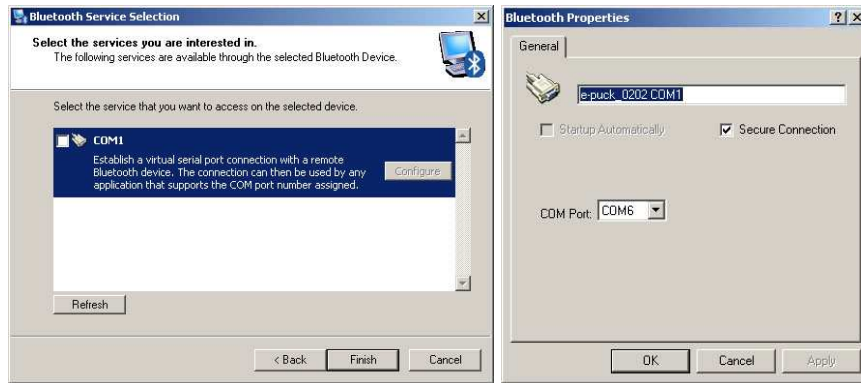 Bluetooth Service Selection
Select the services you are interested in.
The following services are available through the selected Bluetooth Device.
Select the service that you want to access on the selected device.
COM1
Establish a virtual serial port connection with a remote
Bluetooth device. The connection can then be used by any
application that supports the COM port number assigned.
Configure
Refresh
< Back
Finish
Cancel
Bluetooth Properties
General
e-puck_0202 COM1
Startup Automatically
Secure Connection
COM Port: COM6
OK
Cancel
Apply